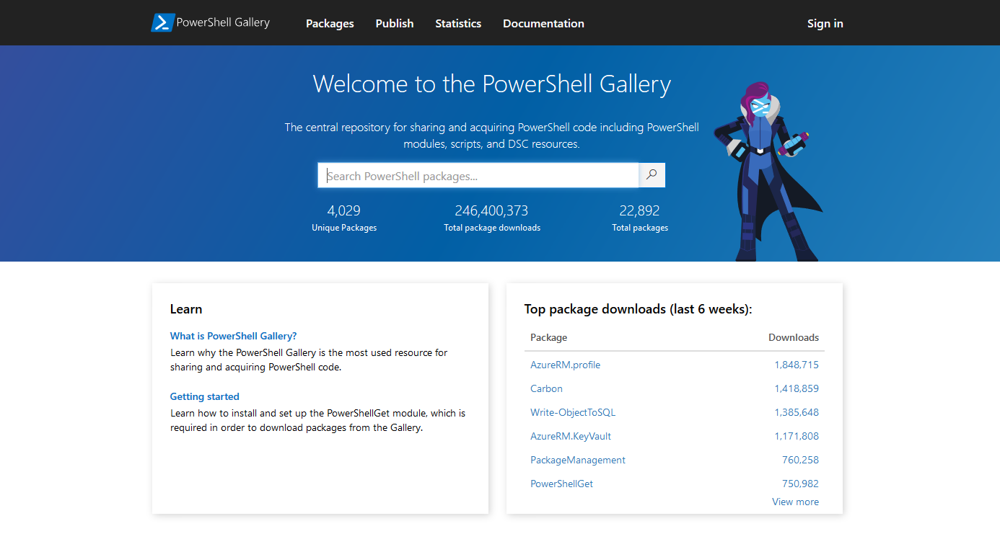 PowerShell Gallery
Packages
Publish
Statistics
Documentation
Sign in
Welcome to the PowerShell Gallery
The central repository for sharing and acquiring PowerShell code including PowerShell
modules, scripts, and DSC resources.
Search PowerShell packages...
4,029
Unique Packages
246,400,373
Total package downloads
22,892
Total packages
Learn
What is PowerShell Gallery?
Learn why the PowerShell Gallery is the most used resource for
sharing and acquiring PowerShell code.
Getting started
Learn how to install and set up the PowerShellGet module, which is
required in order to download packages from the Gallery.
Top package downloads (last 6 weeks):
Package Downloads
AzureRM.profile 1,848,715
Carbon 1,418,859
Write-ObjectToSQL 1,385,648
AzureRM.KeyVault 1,171,808
PackageManagement 760,258
PowerShellGet 750,982
View more